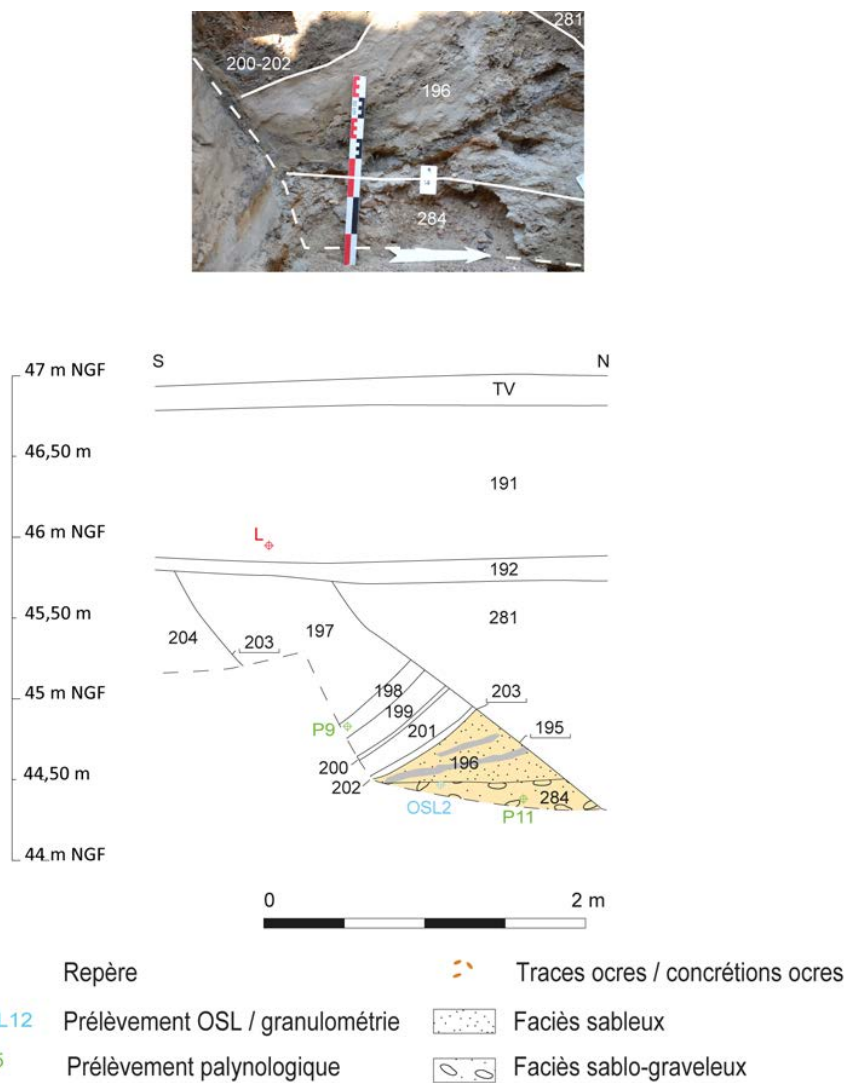 281
200-202
196
284
S N
47 m NGF
TV
46,50 m
191
L
46 m NGF
192
45,50 m
281
204 203 197
45 m NGF
198
203
199
195
P9
201
196
200
44,50 m
202
284
OSL2
P11
44 m NGF
0 2 m
Repère
Traces ocres / concrétions ocres
L12 Prélèvement OSL / granulométrie
Faciès sableux
5 Prélèvement palynologique
Faciès sablo-graveleux